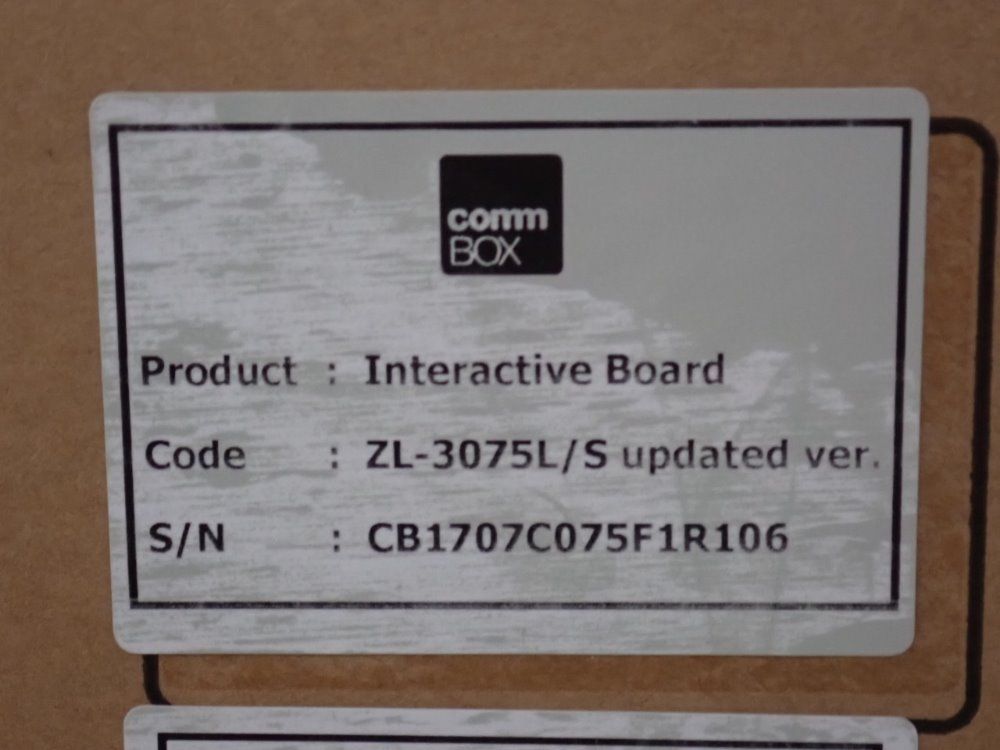 comm
BOX
Product : Interactive Board
Code : ZL-3075L/S updated ver.
S/N : CB1707C075F1R106